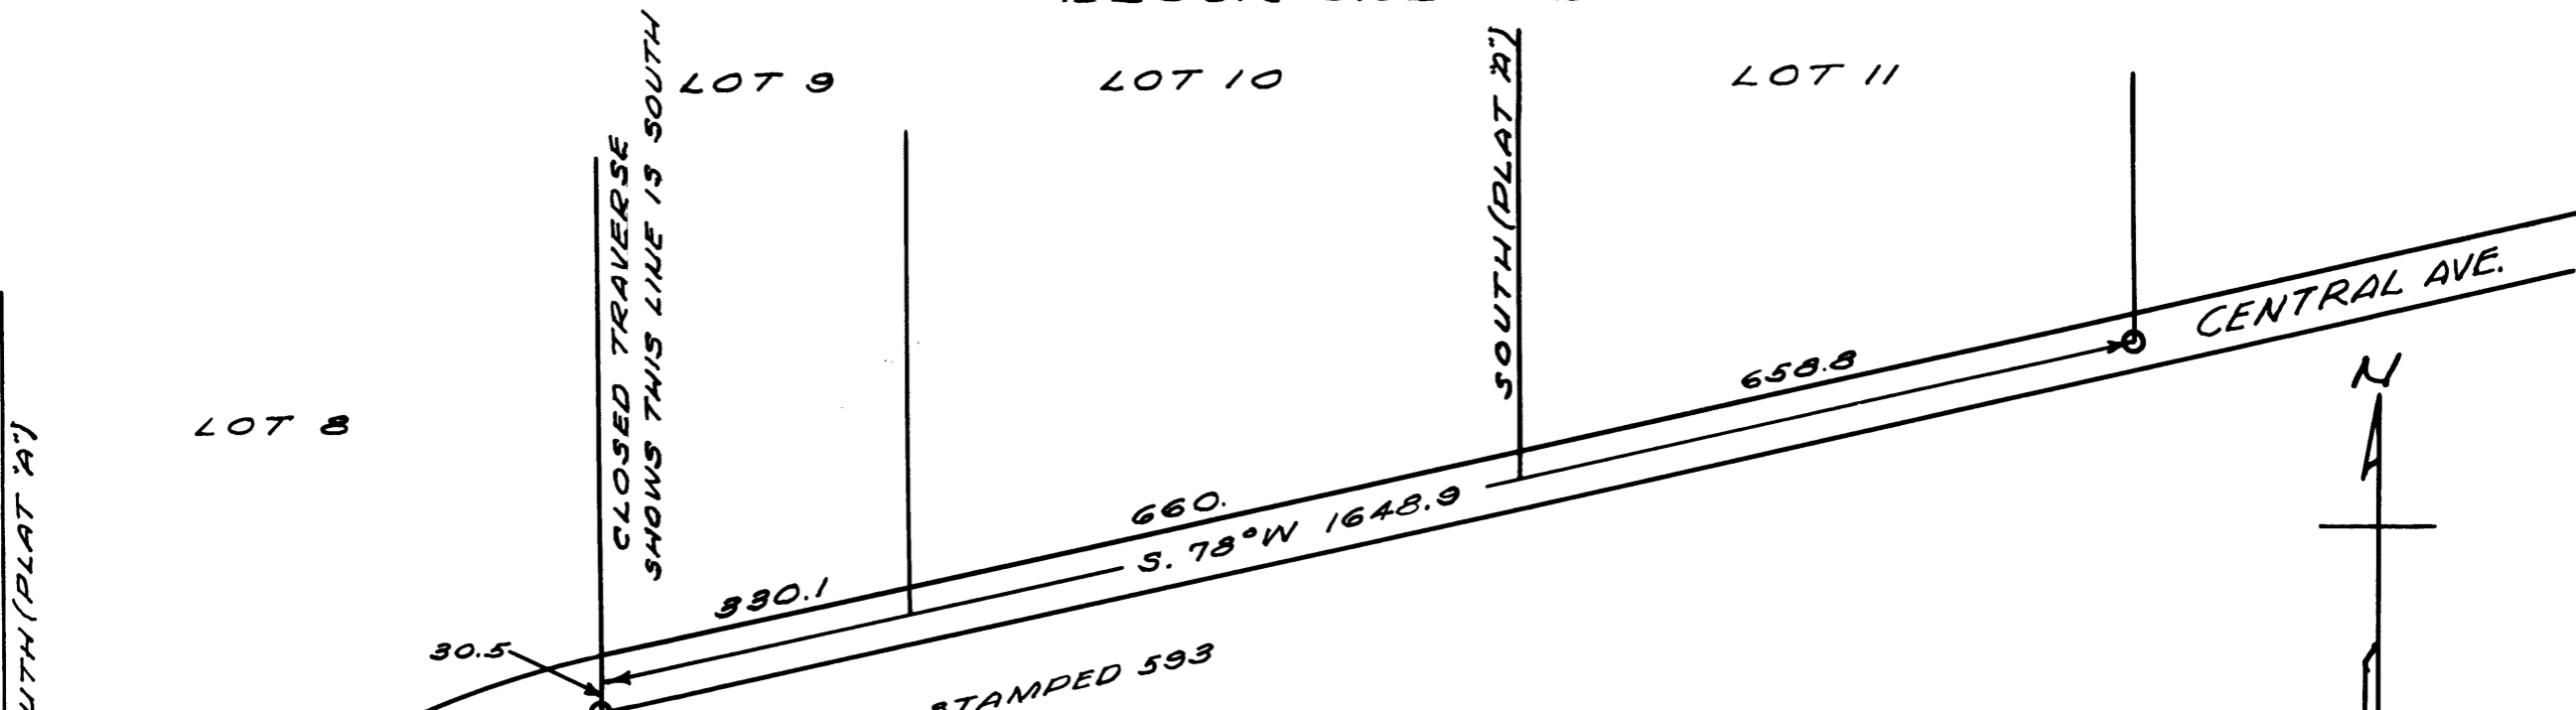 LOT 9
LOT 10
LOT 11
LOT 8
CLOSED TRAVERSE
SHOWS THIS LINE IS SOUTH
SOUTH (PLAT "A")
(PLAT "A")
CENTRAL AVE.
N
658.8
660.
S. 78° W 1648.9
330.1
30.5
STAMPED 593